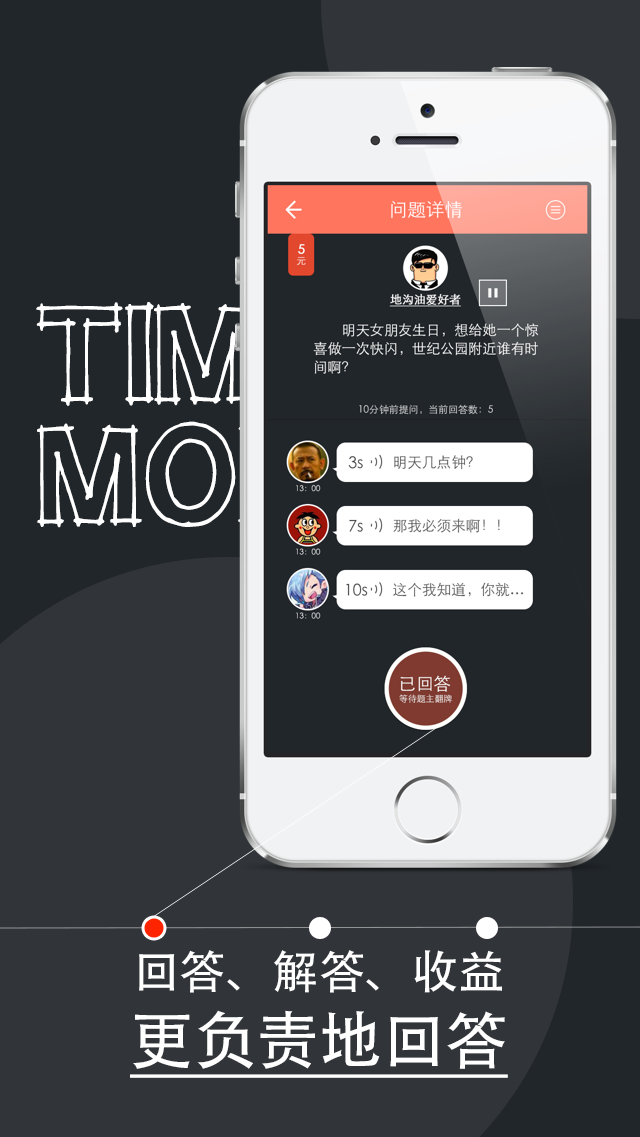 TIM
MO
问题详情
5
元
地沟油爱好者
明天女朋友生日，想给她一个惊
喜做一次快闪，世纪公园附近谁有时
间啊？
10分钟前提问，当前回答数：5
3s 明天几点钟？
13：00
7s 那我必须来啊！！
13：00
10s 这个我知道，你就...
13：00
已回答
等待题主翻牌
回答、解答、收益
更负责地回答